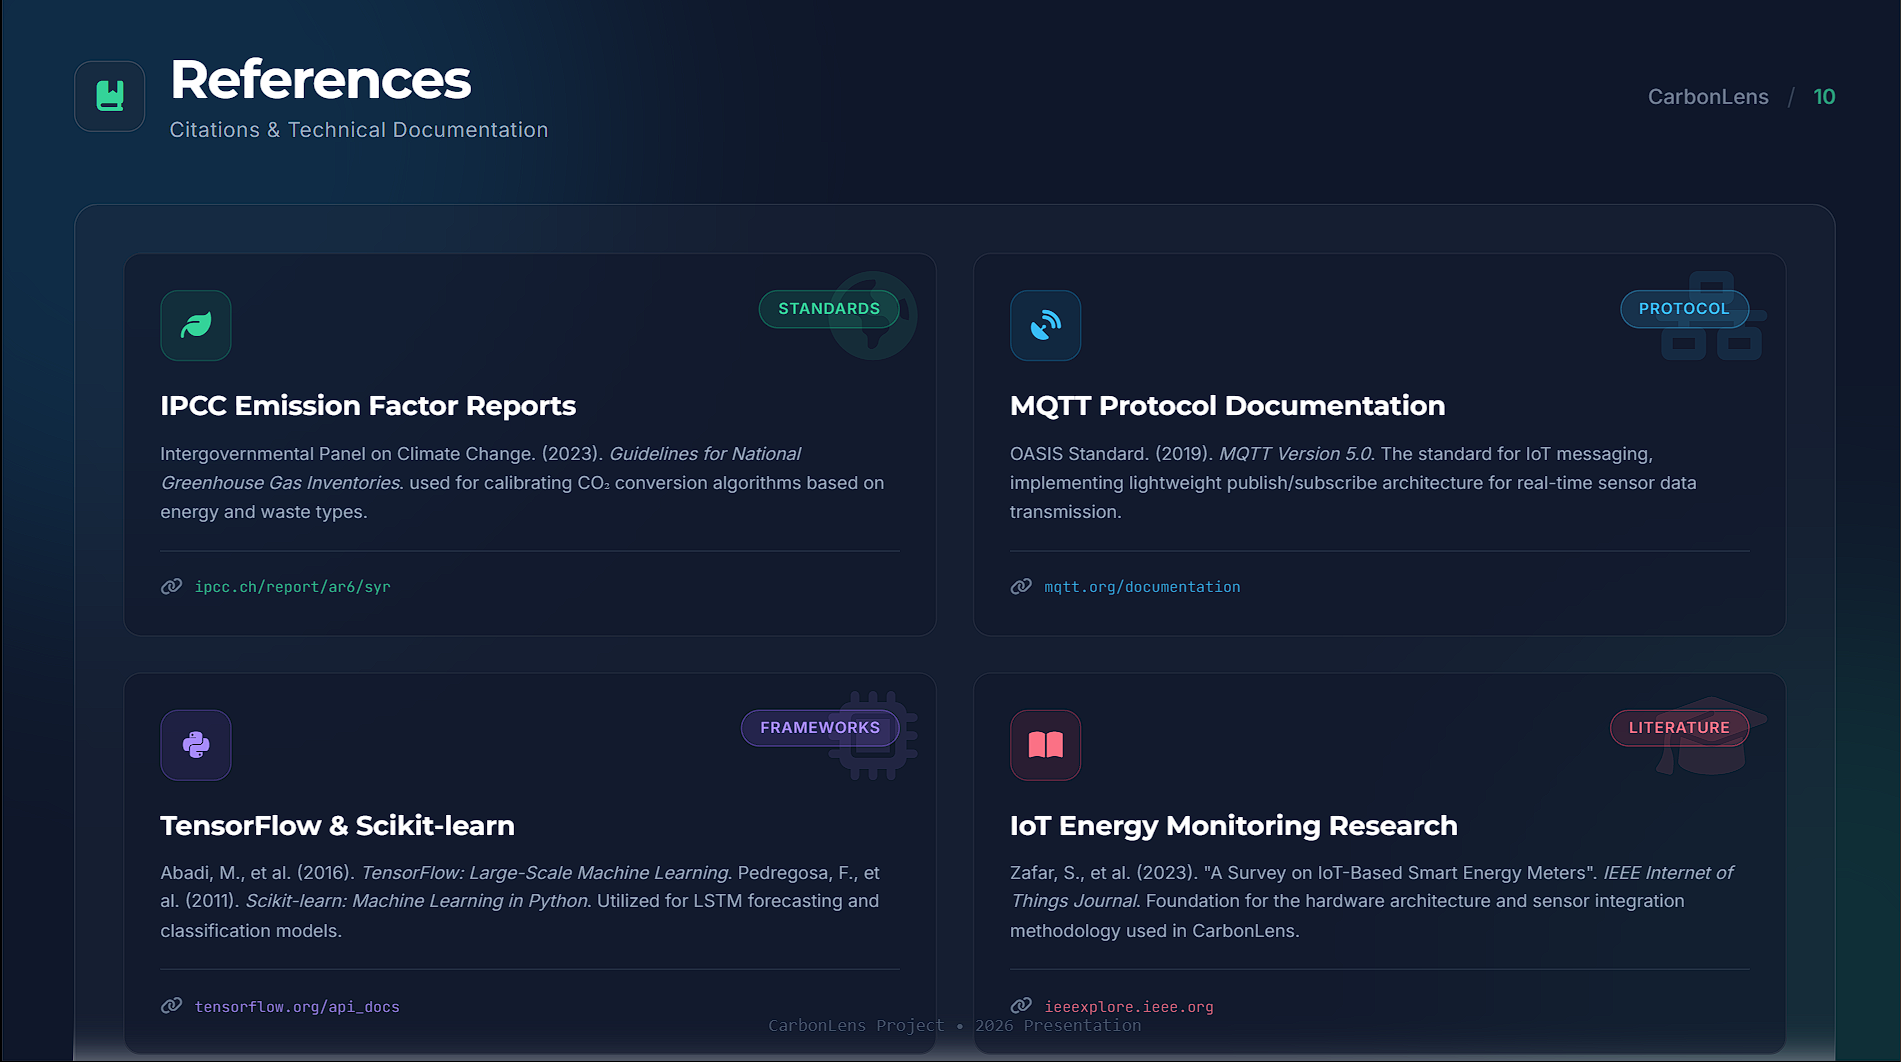 References
Citations & Technical Documentation
CarbonLens / 10
STANDARDS
IPCC Emission Factor Reports
Intergovernmental Panel on Climate Change. (2023). Guidelines for National
Greenhouse Gas Inventories. used for calibrating CO₂ conversion algorithms based on
energy and waste types.
ipcc.ch/report/ar6/syr
PROTOCOL
MQTT Protocol Documentation
OASIS Standard. (2019). MQTT Version 5.0. The standard for IoT messaging,
implementing lightweight publish/subscribe architecture for real-time sensor data
transmission.
mqtt.org/documentation
FRAMEWORKS
TensorFlow & Scikit-learn
Abadi, M., et al. (2016). TensorFlow: Large-Scale Machine Learning. Pedregosa, F., et
al. (2011). Scikit-learn: Machine Learning in Python. Utilized for LSTM forecasting and
classification models.
tensorflow.org/api_docs
LITERATURE
IoT Energy Monitoring Research
Zafar, S., et al. (2023). "A Survey on IoT-Based Smart Energy Meters". IEEE Internet of
Things Journal. Foundation for the hardware architecture and sensor integration
methodology used in CarbonLens.
ieeexplore.ieee.org
CarbonLens Project • 2026 Presentation